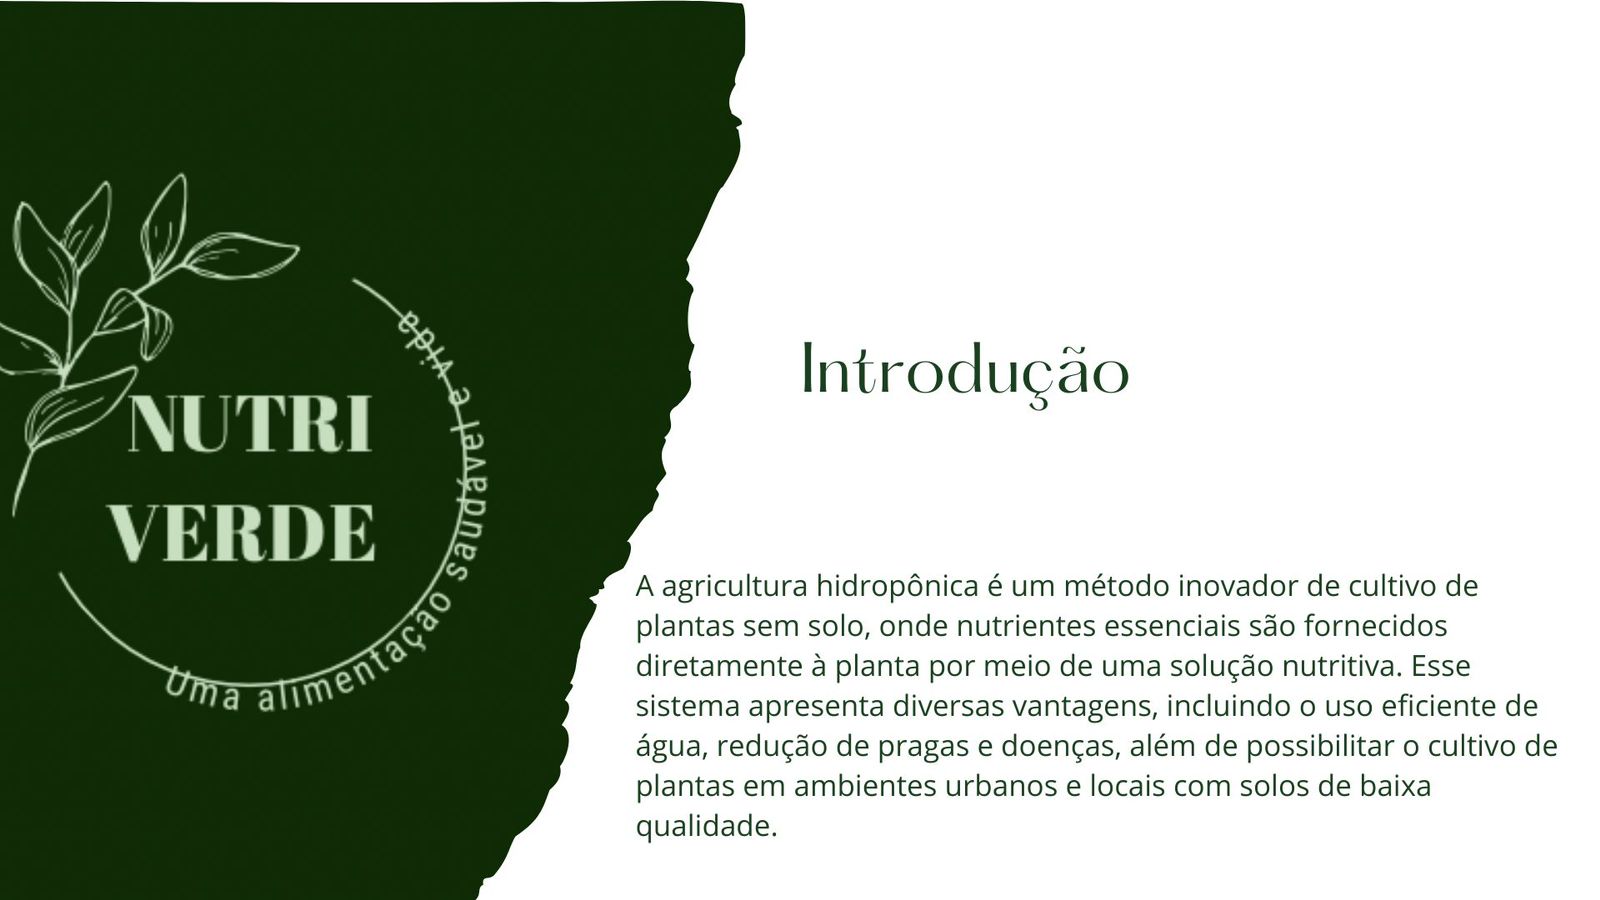 NUTRI
VERDE
Uma alimentação saudável e vida
Introdução
A agricultura hidropônica é um método inovador de cultivo de
plantas sem solo, onde nutrientes essenciais são fornecidos
diretamente à planta por meio de uma solução nutritiva. Esse
sistema apresenta diversas vantagens, incluindo o uso eficiente de
água, redução de pragas e doenças, além de possibilitar o cultivo de
plantas em ambientes urbanos e locais com solos de baixa
qualidade.